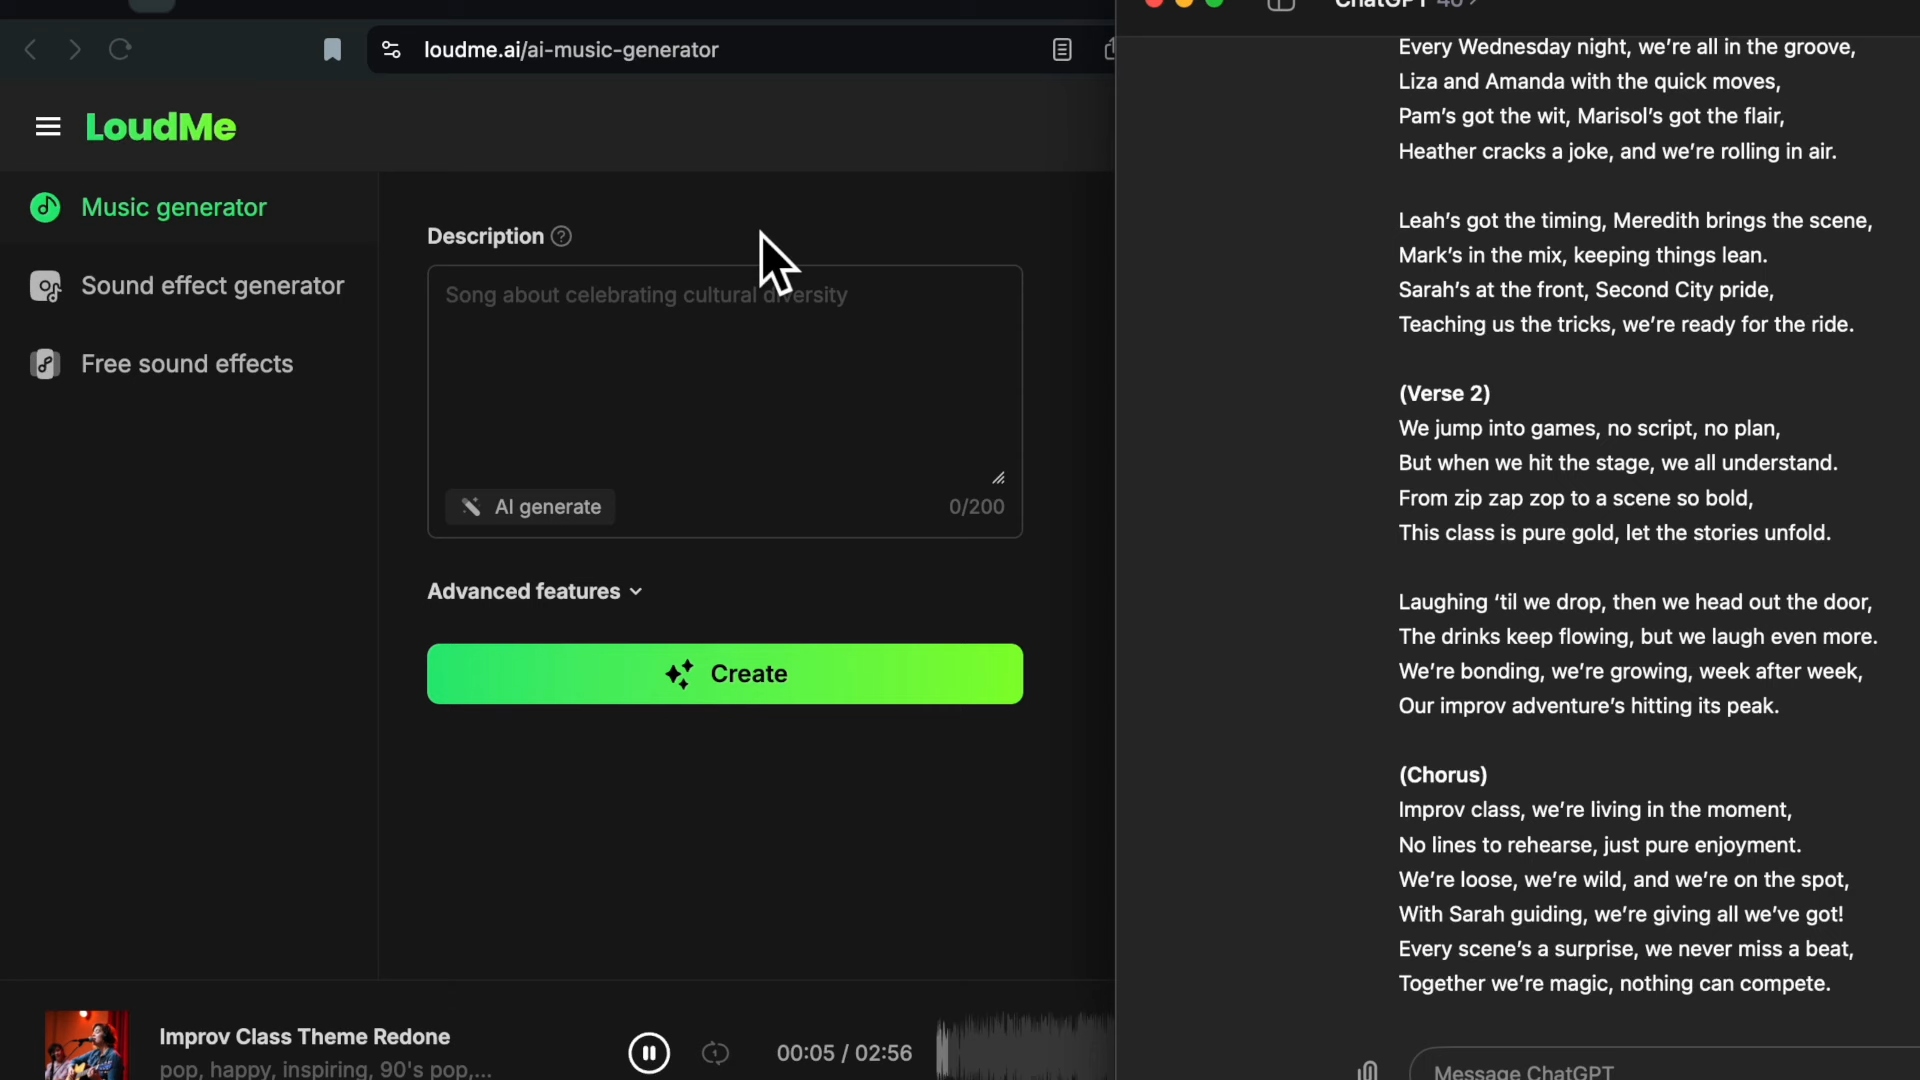 loudme.ai/ai-music-generator
LoudMe
Music generator
Sound effect generator
Free sound effects
Description ?
Song about celebrating cultural diversity
AI generate
0/200
Advanced features
Create
Improv Class Theme Redone
pop, happy, inspiring, 90's pop,...
1
00:05 / 02:56
ChatGPT 4o
Every Wednesday night, we're all in the groove,
Liza and Amanda with the quick moves,
Pam's got the wit, Marisol's got the flair,
Heather cracks a joke, and we're rolling in air.
Leah's got the timing, Meredith brings the scene,
Mark's in the mix, keeping things lean.
Sarah's at the front, Second City pride,
Teaching us the tricks, we're ready for the ride.
(Verse 2)
We jump into games, no script, no plan,
But when we hit the stage, we all understand.
From zip zap zop to a scene so bold,
This class is pure gold, let the stories unfold.
Laughing 'til we drop, then we head out the door,
The drinks keep flowing, but we laugh even more.
We're bonding, we're growing, week after week,
Our improv adventure's hitting its peak.
(Chorus)
Improv class, we're living in the moment,
No lines to rehearse, just pure enjoyment.
We're loose, we're wild, and we're on the spot,
With Sarah guiding, we're giving all we've got!
Every scene's a surprise, we never miss a beat,
Together we're magic, nothing can compete.
Message ChatGPT